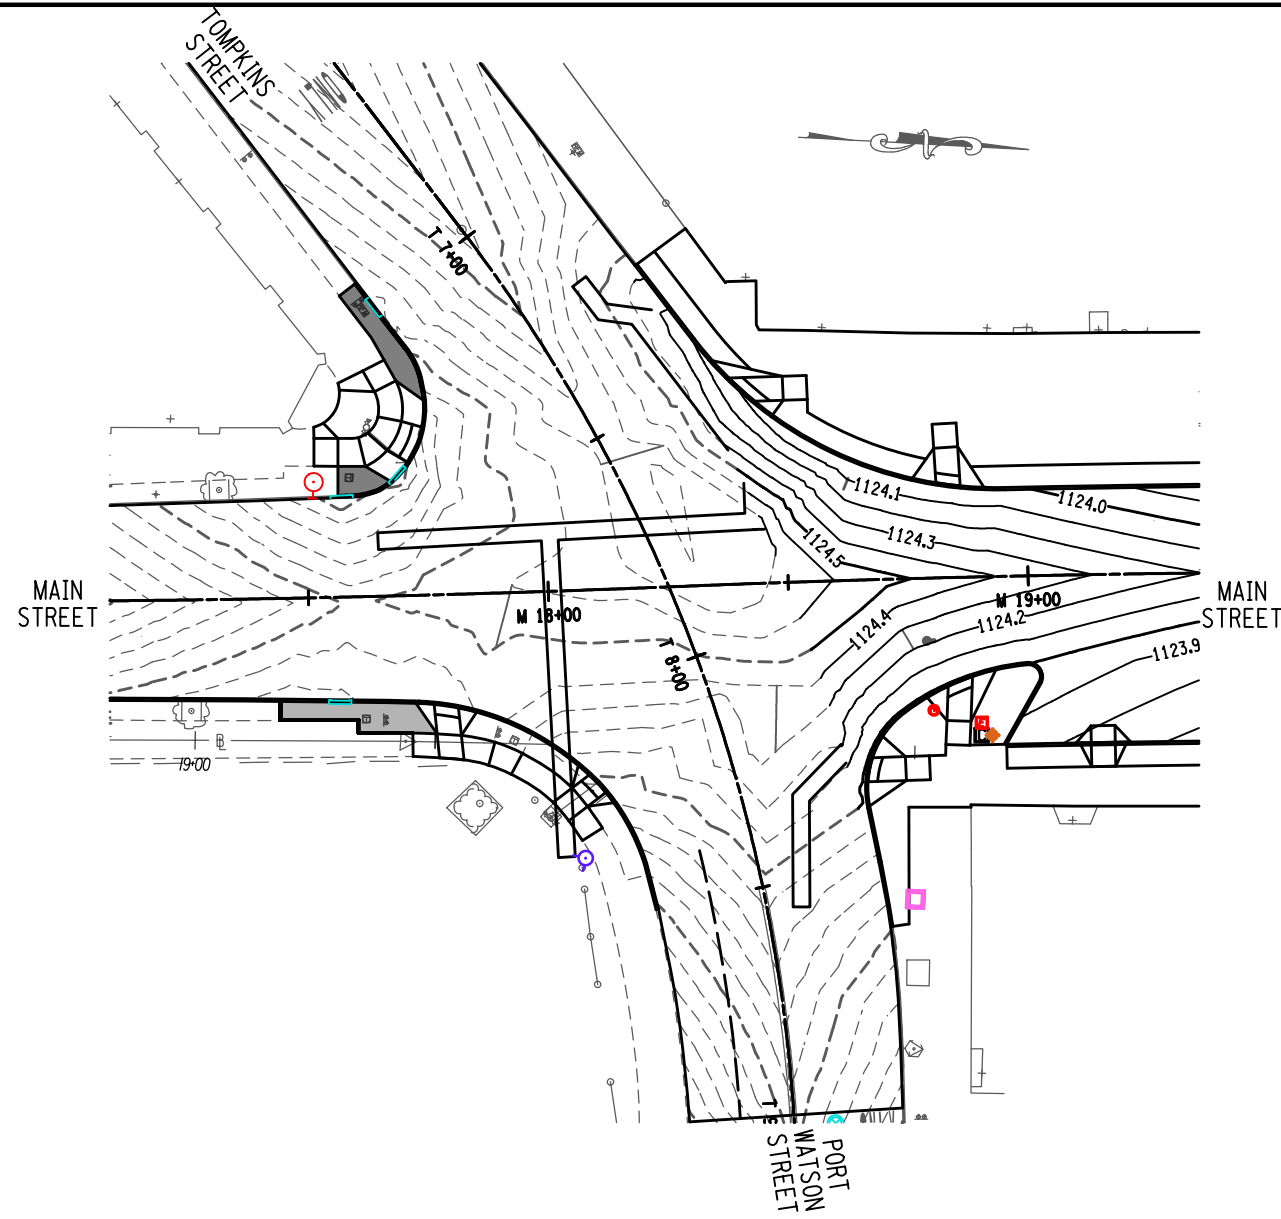 TOMPKINS
STREET
T 7+00
1124.1
1124.0
1124.3
1124.5
MAIN
STREET
M 18+00
M 19+00
MAIN
STREET
1124.4
1124.2
1123.9
T 8+00
19+00
PORT
WATSON
STREET